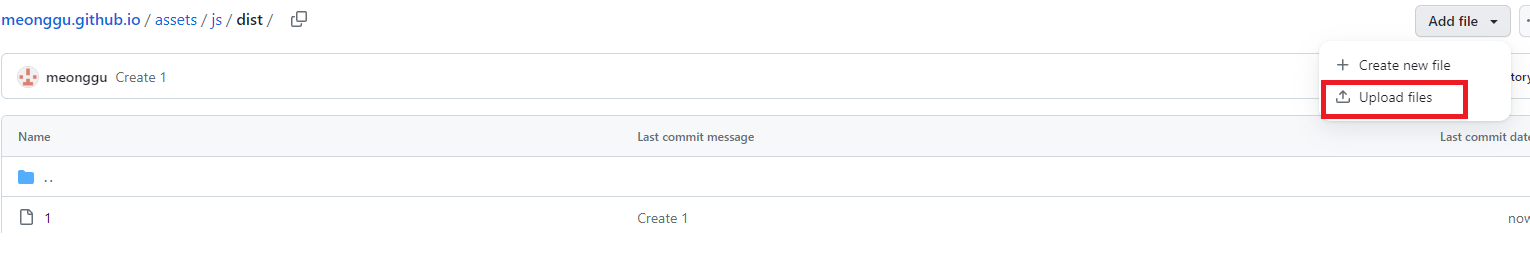 meonggu.github.io / assets / js / dist /
Add file
meonggu Create 1
Create new file
Upload files
Name Last commit message Last commit date
..
1 Create 1 now